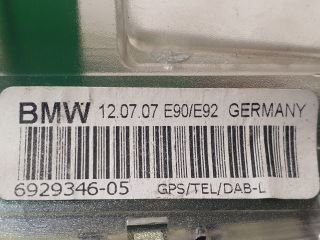 BMW 12.07.07 E90/E92 GERMANY
6929346-05 GPS/TEL/DAB-L